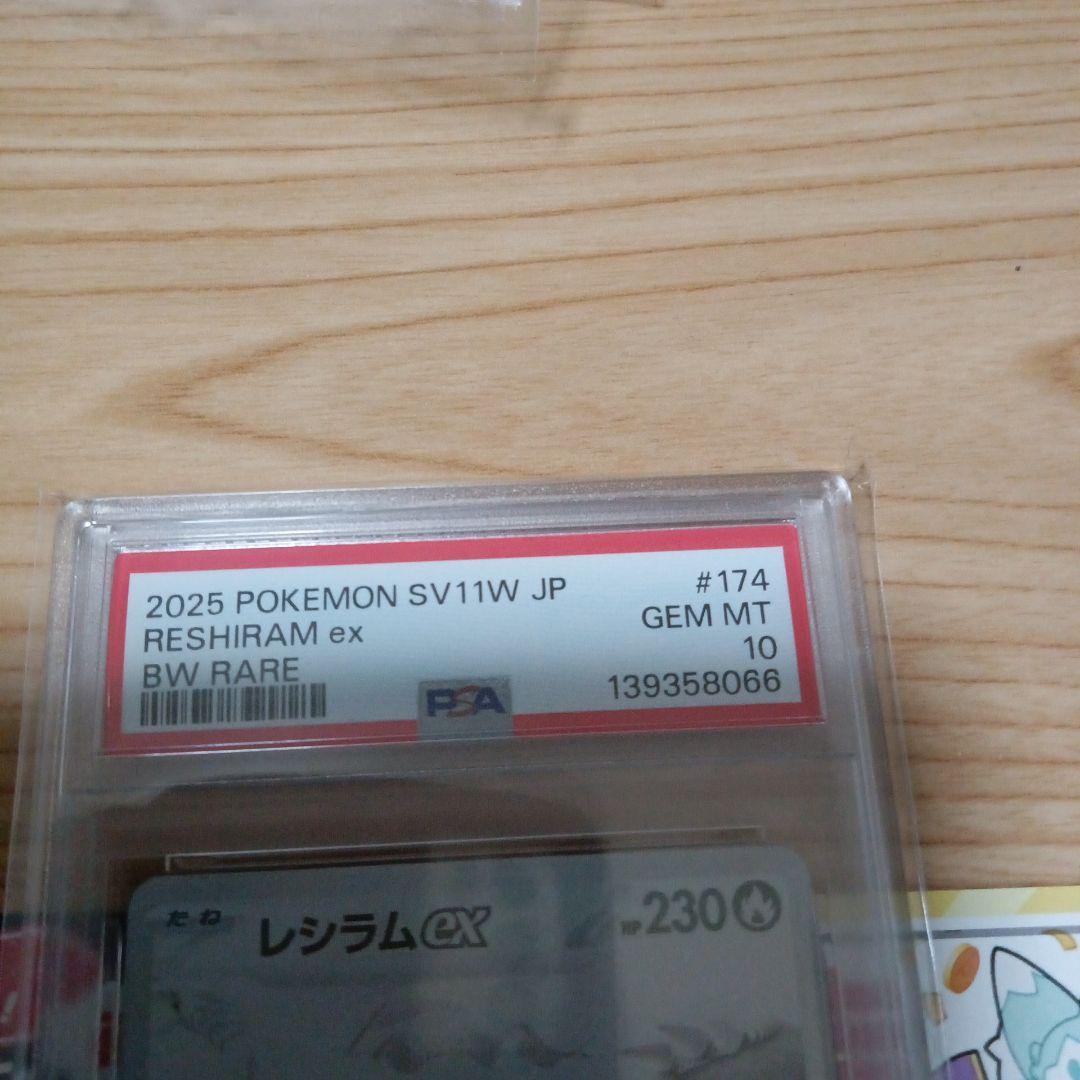 2025 POKEMON SV11W JP #174
RESHIRAM ex GEM MT
BW RARE 10
PSA 139358066
たね レシラムex HP230